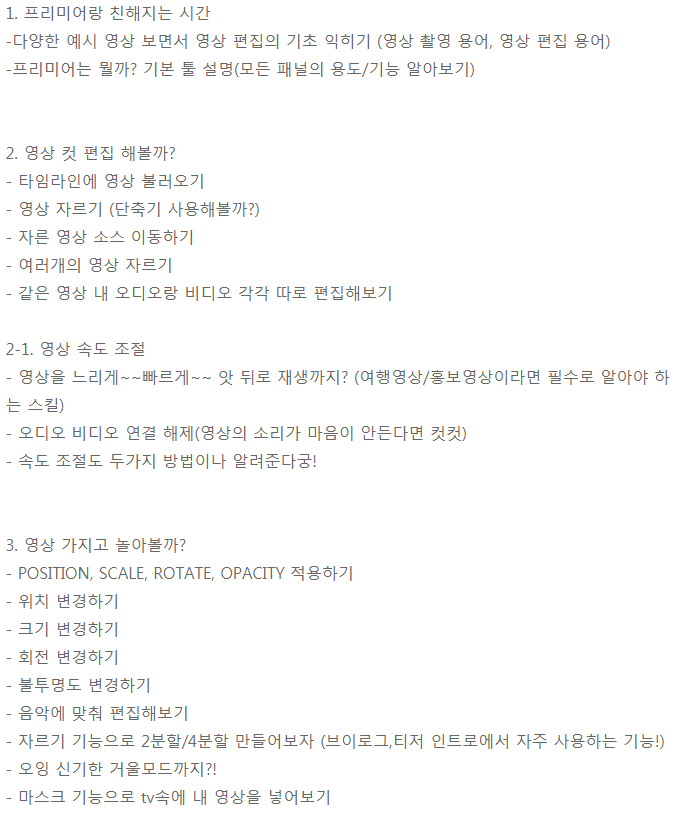 1. 프리미어랑 친해지는 시간
-다양한 예시 영상 보면서 영상 편집의 기초 익히기 (영상 촬영 용어, 영상 편집 용어)
-프리미어는 뭘까? 기본 툴 설명(모든 패널의 용도/기능 알아보기)
2. 영상 컷 편집 해볼까?
- 타임라인에 영상 불러오기
- 영상 자르기 (단축기 사용해볼까?)
- 자른 영상 소스 이동하기
- 여러개의 영상 자르기
- 같은 영상 내 오디오랑 비디오 각각 따로 편집해보기
2-1. 영상 속도 조절
- 영상을 느리게~~빠르게~~ 앗 뒤로 재생까지? (여행영상/홍보영상이라면 필수로 알아야 하
는 스킬)
- 오디오 비디오 연결 해제(영상의 소리가 마음이 안든다면 컷컷)
- 속도 조절도 두가지 방법이나 알려준다궁!
3. 영상 가지고 놀아볼까?
- POSITION, SCALE, ROTATE, OPACITY 적용하기
- 위치 변경하기
- 크기 변경하기
- 회전 변경하기
- 불투명도 변경하기
- 음악에 맞춰 편집해보기
- 자르기 기능으로 2분할/4분할 만들어보자 (브이로그,티저 인트로에서 자주 사용하는 기능!)
- 오잉 신기한 거울모드까지?!
- 마스크 기능으로 tv속에 내 영상을 넣어보기